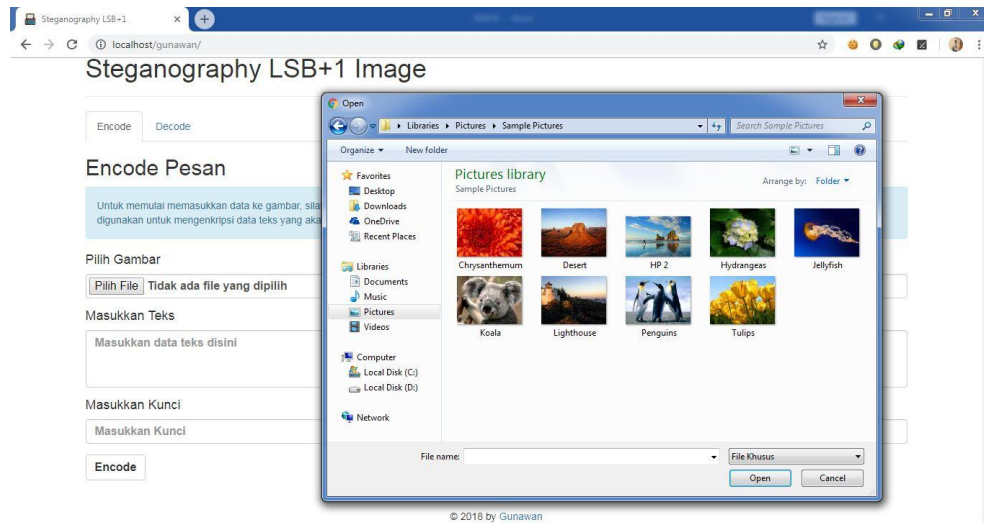 Steganography LSB+1
localhost/gunawan/
Steganography LSB+1 Image
Encode Decode
Encode Pesan
Untuk memulai memasukkan data ke gambar, sila
digunakan untuk mengenkripsi data teks yang aka
Pilih Gambar
Pilih File Tidak ada file yang dipilih
Masukkan Teks
Masukkan data teks disini
Masukkan Kunci
Masukkan Kunci
Encode
Open
Libraries Pictures Sample Pictures
Search Sample Pictures
Organize New folder
Favorites
Desktop
Downloads
OneDrive
Recent Places
Libraries
Documents
Music
Pictures
Videos
Computer
Local Disk (C:)
Local Disk (D:)
Network
Pictures library
Sample Pictures
Arrange by: Folder
Chrysanthemum Desert HP 2 Hydrangeas Jellyfish
Koala Lighthouse Penguins Tulips
File name: File Khusus
Open Cancel
© 2018 by Gunawan